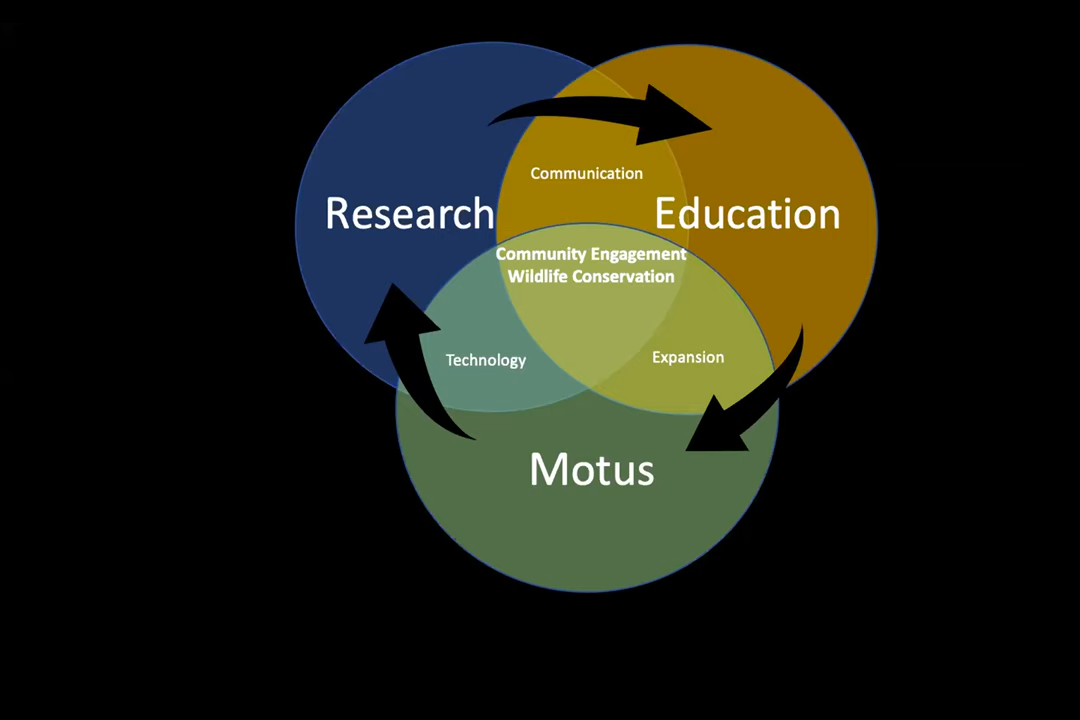 Communication
Research
Education
Community Engagement
Wildlife Conservation
Technology
Expansion
Motus